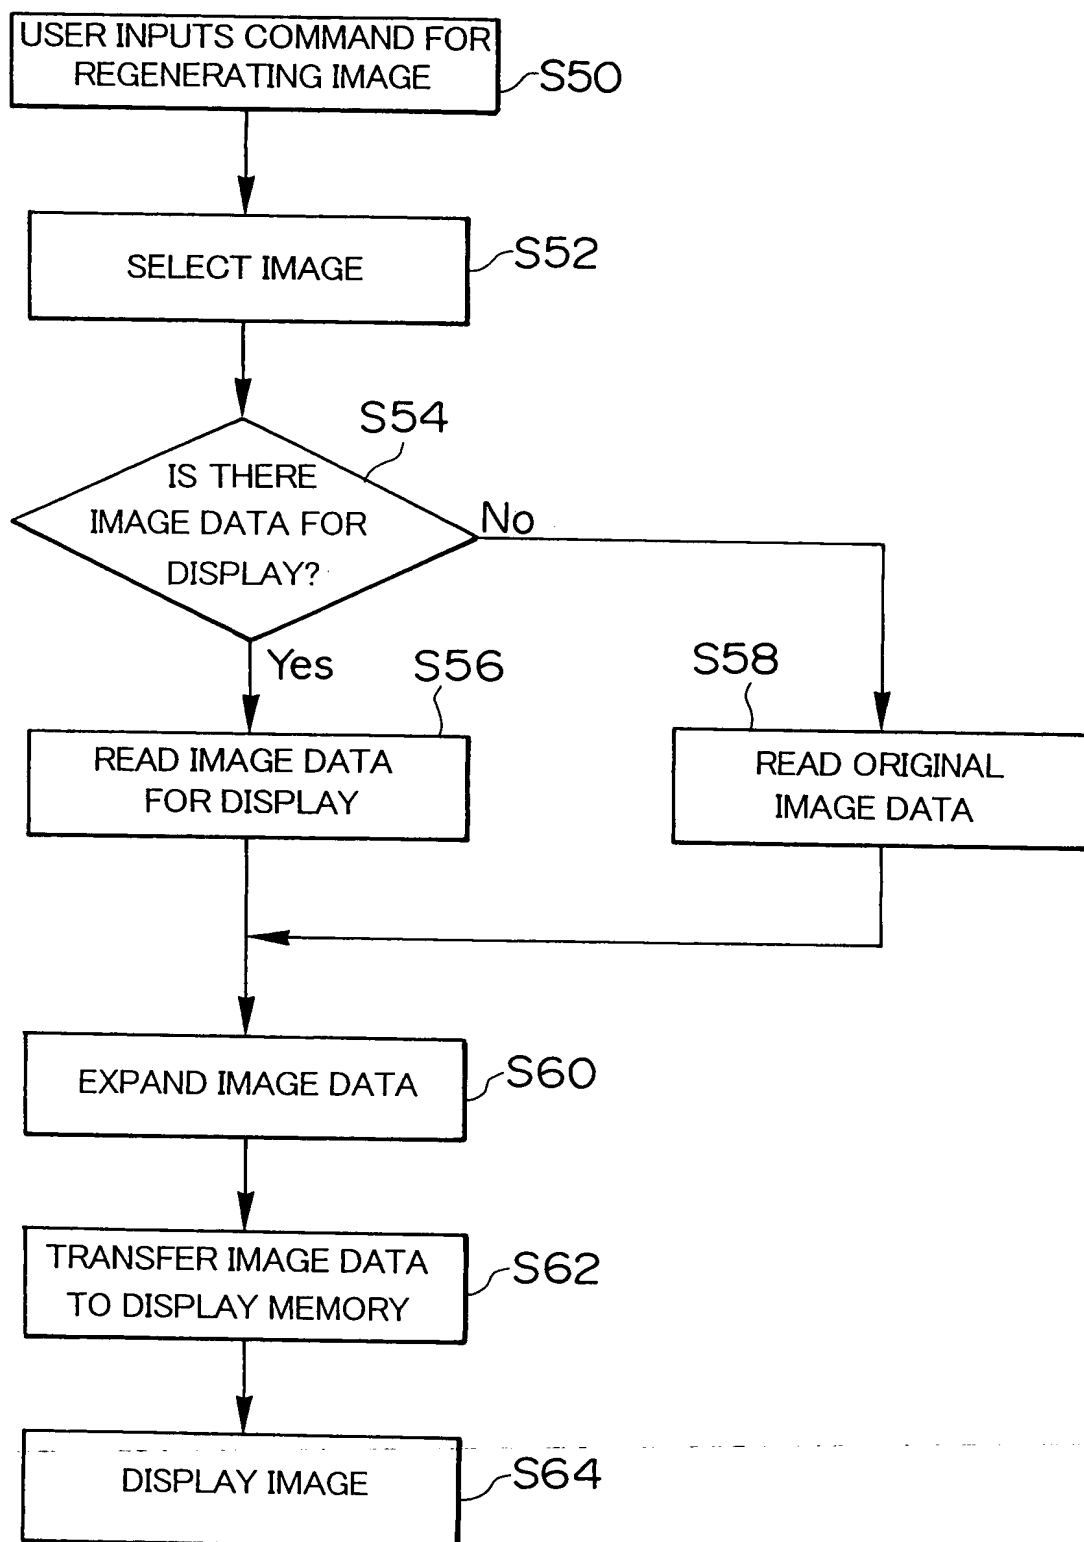 USER INPUTS COMMAND FOR
REGENERATING IMAGE
S50
SELECT IMAGE
S52
S54
IS THERE
IMAGE DATA FOR
DISPLAY?
No
Yes
S56
S58
READ IMAGE DATA
FOR DISPLAY
READ ORIGINAL
IMAGE DATA
EXPAND IMAGE DATA
S60
TRANSFER IMAGE DATA
TO DISPLAY MEMORY
S62
DISPLAY IMAGE
S64